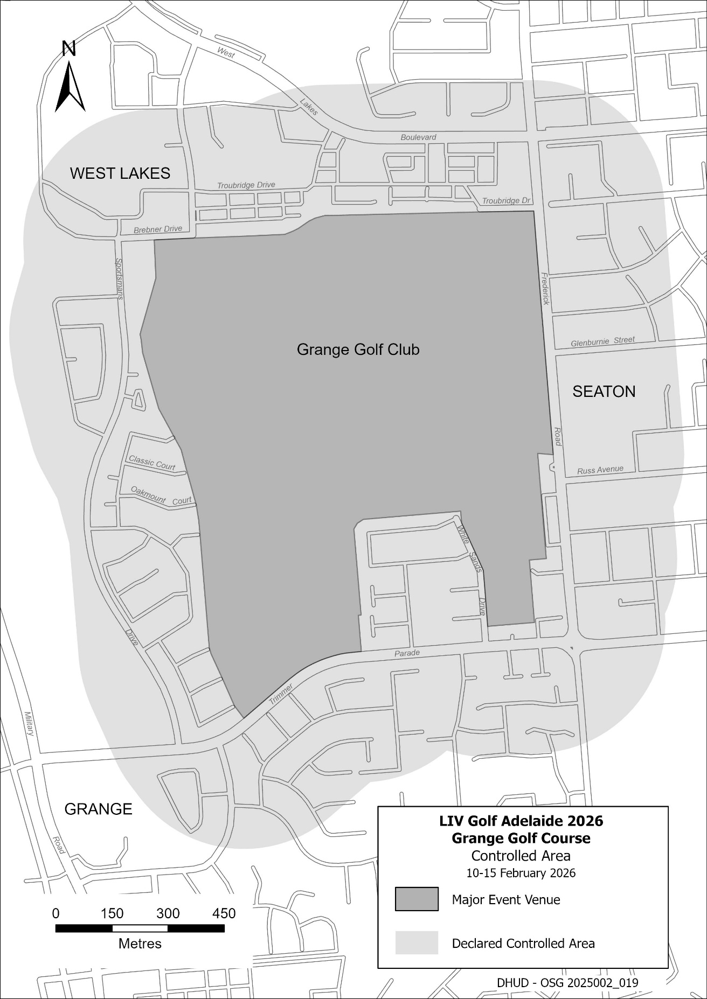 N
West
Lakes
Boulevard
WEST LAKES
Troubridge Drive
Troubridge Dr
Brebner Drive
Sportsmans
Frederick
Glenburnie Street
Grange Golf Club
SEATON
Road
Classic Court
Russ Avenue
Oakmount Court
White
Sands
Drive
Drive
Parade
Trimmer
Military
GRANGE
Road
LIV Golf Adelaide 2026
Grange Golf Course
Controlled Area
10-15 February 2026
Major Event Venue
Declared Controlled Area
0 150 300 450
Metres
DHUD - OSG 2025002_019